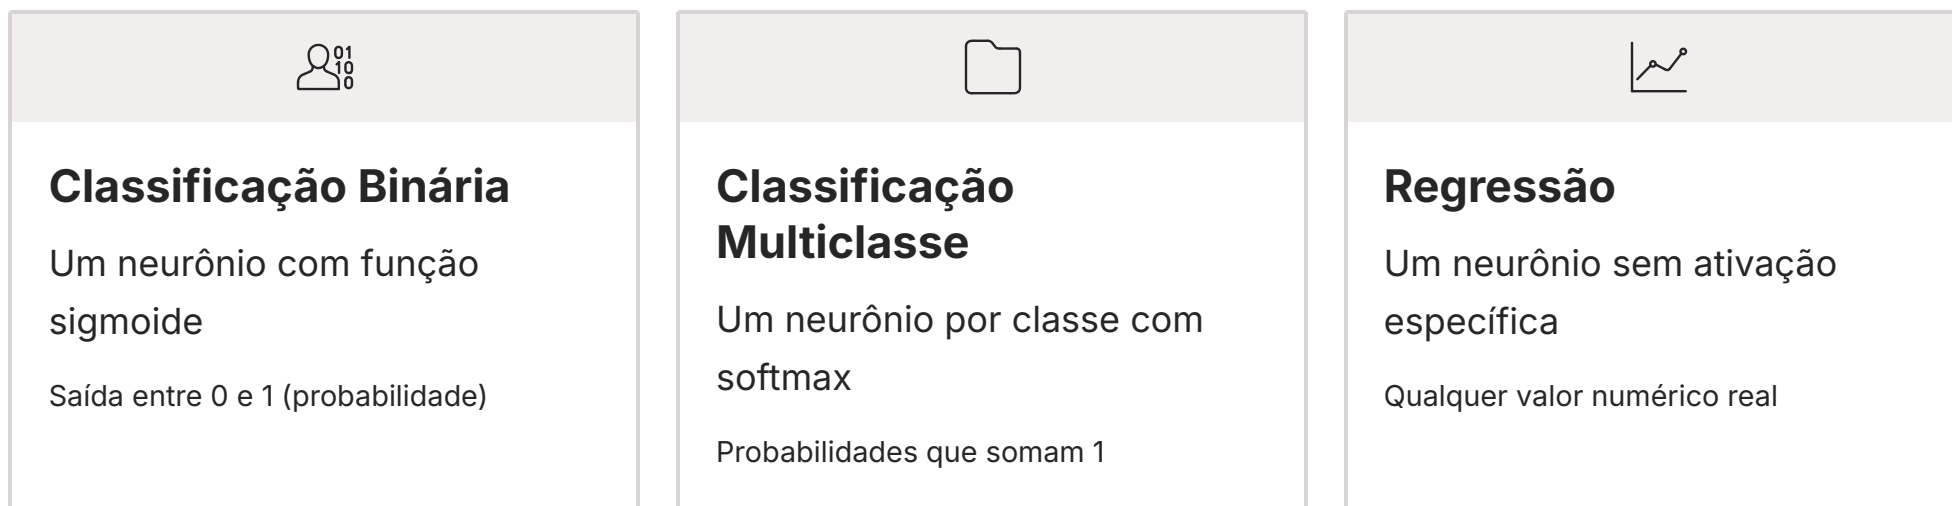 01
10
0
Classificação Binária
Um neurônio com função
sigmoide
Saída entre 0 e 1 (probabilidade)
Classificação
Multiclasse
Um neurônio por classe com
softmax
Probabilidades que somam 1
Regressão
Um neurônio sem ativação
específica
Qualquer valor numérico real